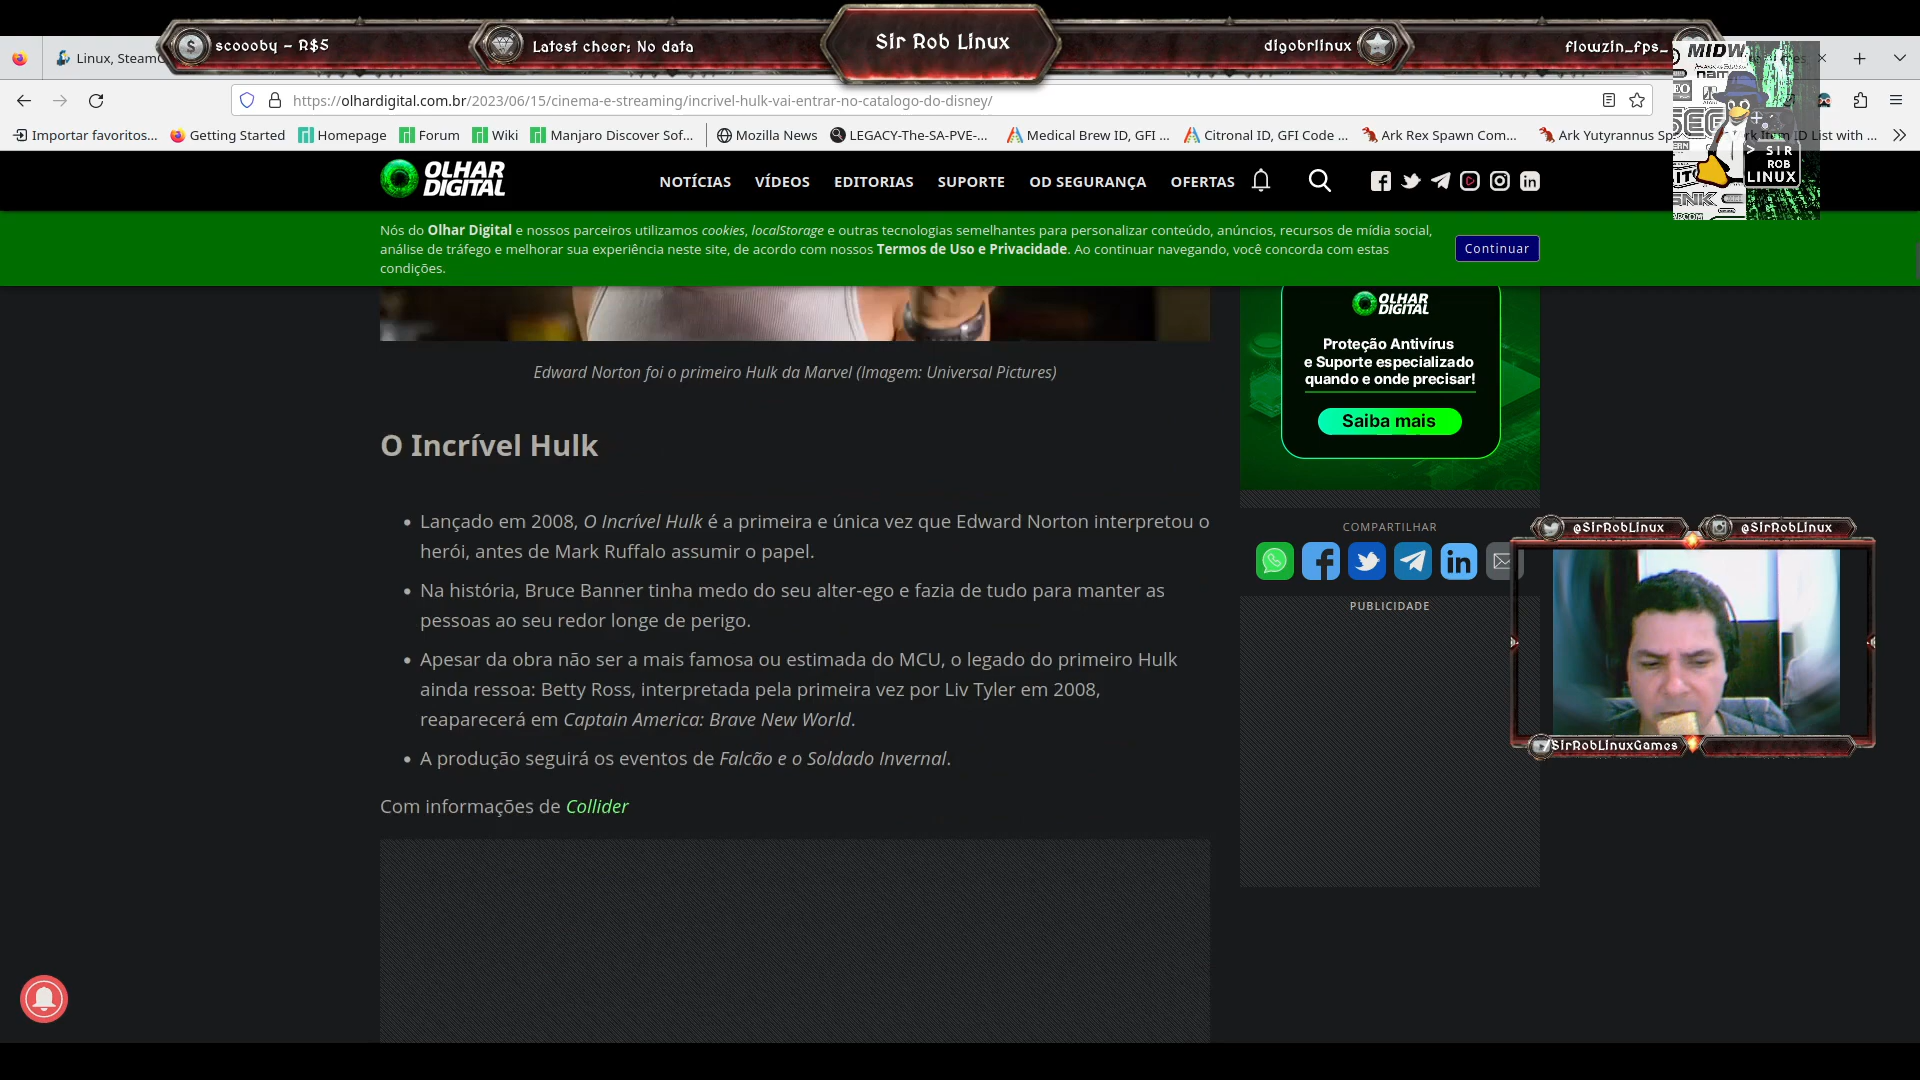 scoooby - R$5
Latest cheer: No data
Sir Rob Linux
digobrlinux
flowzin_fps_
Linux, SteamO
https://olhardigital.com.br/2023/06/15/cinema-e-streaming/incrivel-hulk-vai-entrar-no-catalogo-do-disney/
Importar favoritos...
Getting Started
Homepage
Forum
Wiki
Manjaro Discover Sof...
Mozilla News
LEGACY-The-SA-PVE-...
Medical Brew ID, GFI ...
Citronal ID, GFI Code ...
Ark Rex Spawn Com...
Ark Yutyrannus Sp
rk Item ID List with ...
MIDW
> SIR
ROB
LINUX
OLHAR
DIGITAL
NOTÍCIAS
VÍDEOS
EDITORIAS
SUPORTE
OD SEGURANÇA
OFERTAS
Nós do Olhar Digital e nossos parceiros utilizamos cookies, localStorage e outras tecnologias semelhantes para personalizar conteúdo, anúncios, recursos de mídia social,
análise de tráfego e melhorar sua experiência neste site, de acordo com nossos Termos de Uso e Privacidade. Ao continuar navegando, você concorda com estas
condições.
Continuar
Edward Norton foi o primeiro Hulk da Marvel (Imagem: Universal Pictures)
O Incrível Hulk
Lançado em 2008, O Incrível Hulk é a primeira e única vez que Edward Norton interpretou o
herói, antes de Mark Ruffalo assumir o papel.
Na história, Bruce Banner tinha medo do seu alter-ego e fazia de tudo para manter as
pessoas ao seu redor longe de perigo.
Apesar da obra não ser a mais famosa ou estimada do MCU, o legado do primeiro Hulk
ainda ressoa: Betty Ross, interpretada pela primeira vez por Liv Tyler em 2008,
reaparecerá em Captain America: Brave New World.
A produção seguirá os eventos de Falcão e o Soldado Invernal.
Com informações de Collider
OLHAR
DIGITAL
Proteção Antivírus
e Suporte especializado
quando e onde precisar!
Saiba mais
COMPARTILHAR
PUBLICIDADE
@SirRobLinux
@SirRobLinux
SirRobLinuxGames